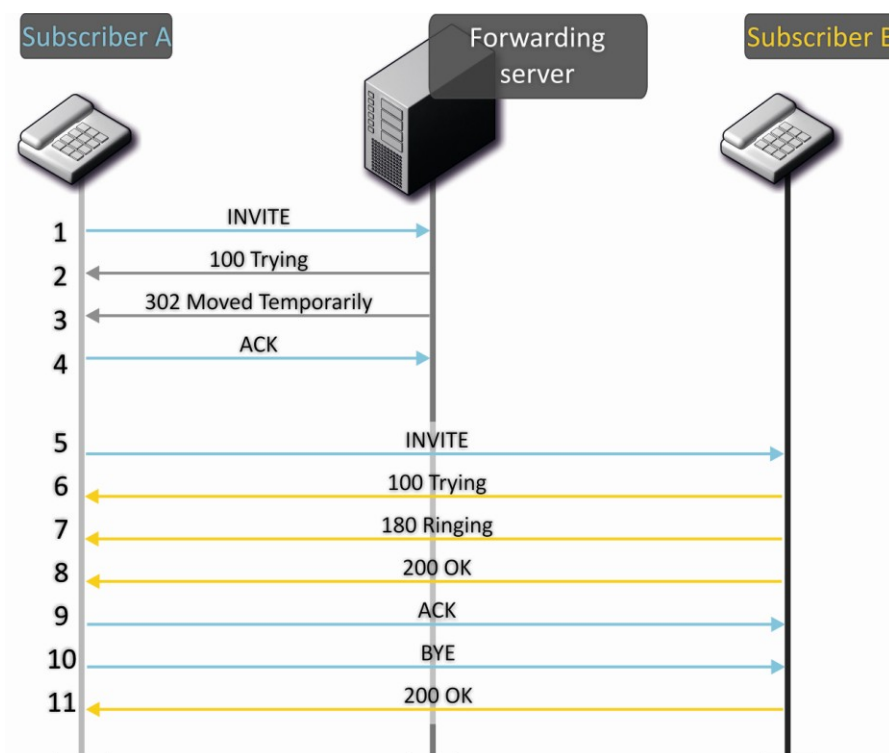 Subscriber A
Forwarding
server
Subscriber B
1
INVITE
2
100 Trying
3
302 Moved Temporarily
4
ACK
5
INVITE
6
100 Trying
7
180 Ringing
8
200 OK
9
ACK
10
BYE
11
200 OK